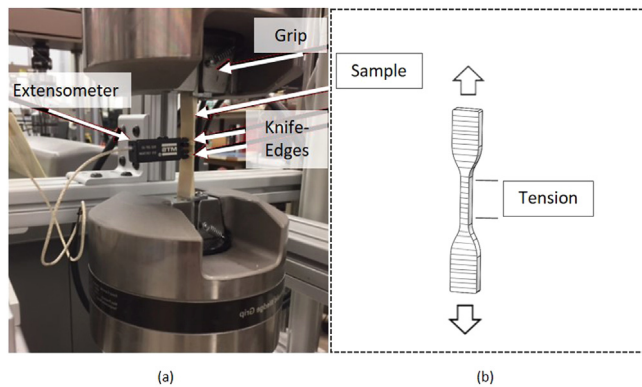 Grip
Sample
Extensometer
Knife-
Edges
Tension
(a)
(b)